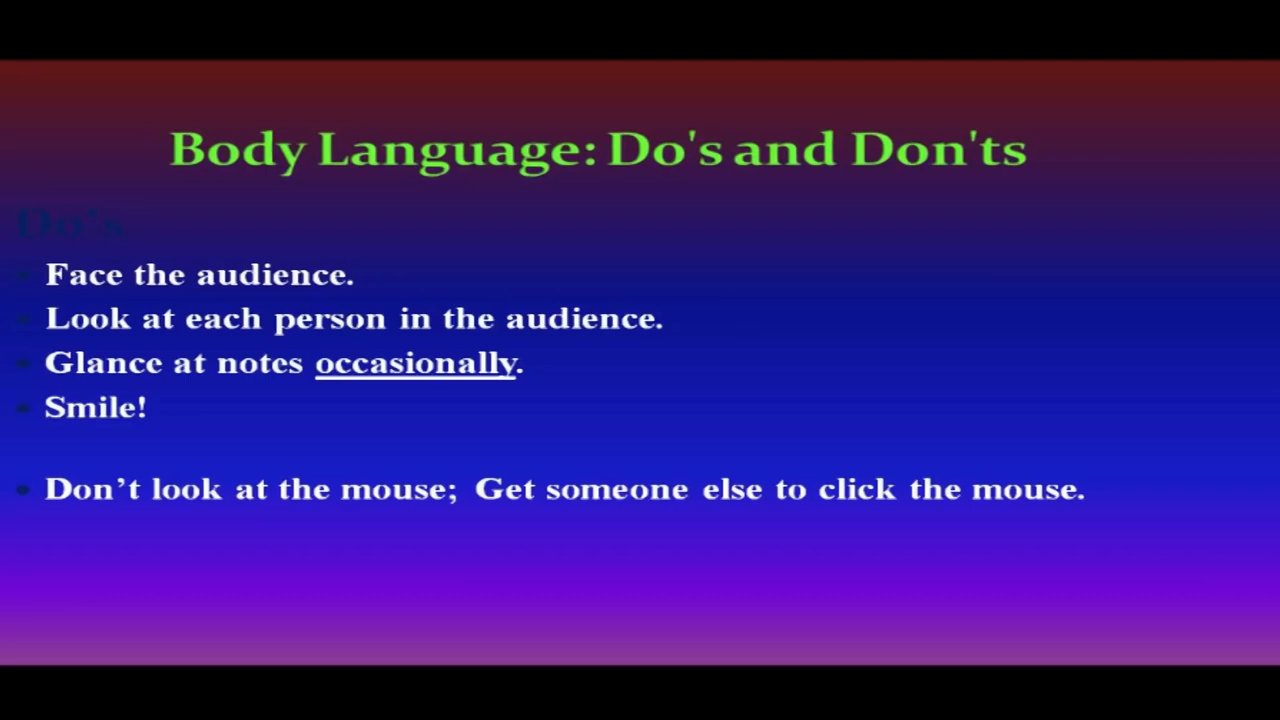 Body Language: Do's and Don'ts
Do's
Face the audience.
Look at each person in the audience.
Glance at notes occasionally.
Smile!
Don’t look at the mouse; Get someone else to click the mouse.